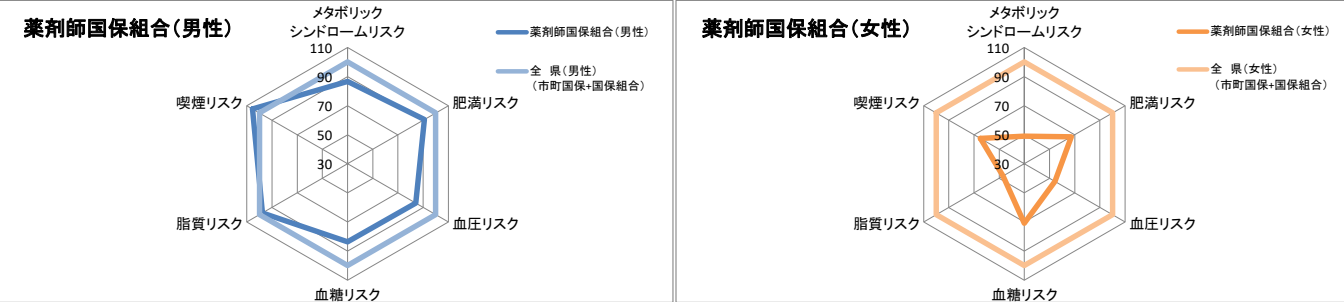 薬剤師国保組合(男性)
メタボリック
シンドロームリスク
薬剤師国保組合(男性)
全 県(男性)
(市町国保+国保組合)
110
90
70
50
30
喫煙リスク
肥満リスク
脂質リスク
血圧リスク
血糖リスク
薬剤師国保組合(女性)
メタボリック
シンドロームリスク
薬剤師国保組合(女性)
全 県(女性)
(市町国保+国保組合)
110
90
70
50
30
喫煙リスク
肥満リスク
脂質リスク
血圧リスク
血糖リスク